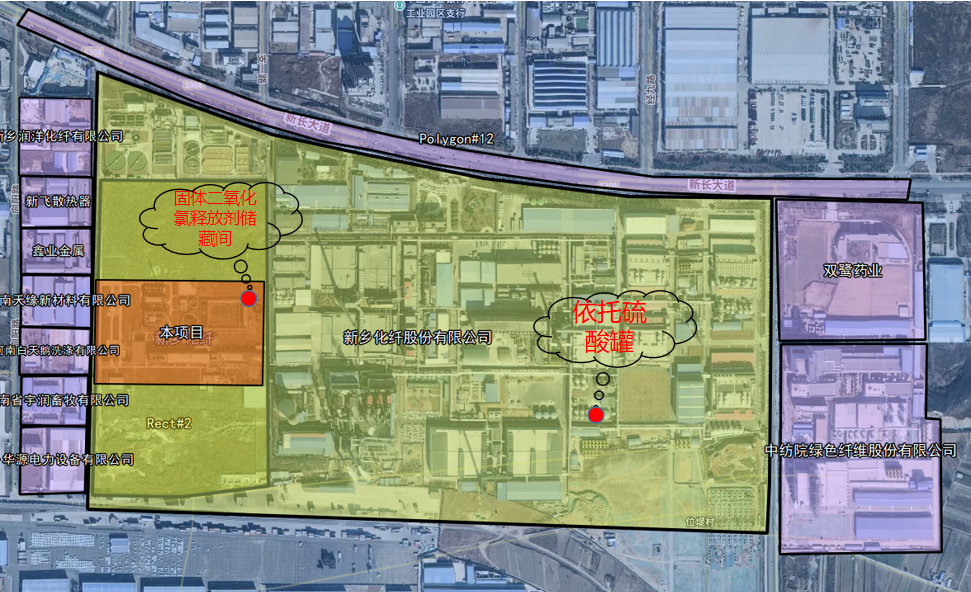 工业园区支行
新长大道
Polygon#12
新长大道
乡润洋化纤有限公司
新飞散热器
鑫业金属
南天缘新材料有限公司
南白天鹅洗涤有限公司
南省宇润畜牧有限公司
华源电力设备有限公司
固体二氧化
氯释放剂储
藏间
本项目
新乡化纤股份有限公司
依托硫
酸罐
Rect#2
双鹭药业
中纺院绿色纤维股份有限公司
位堤村